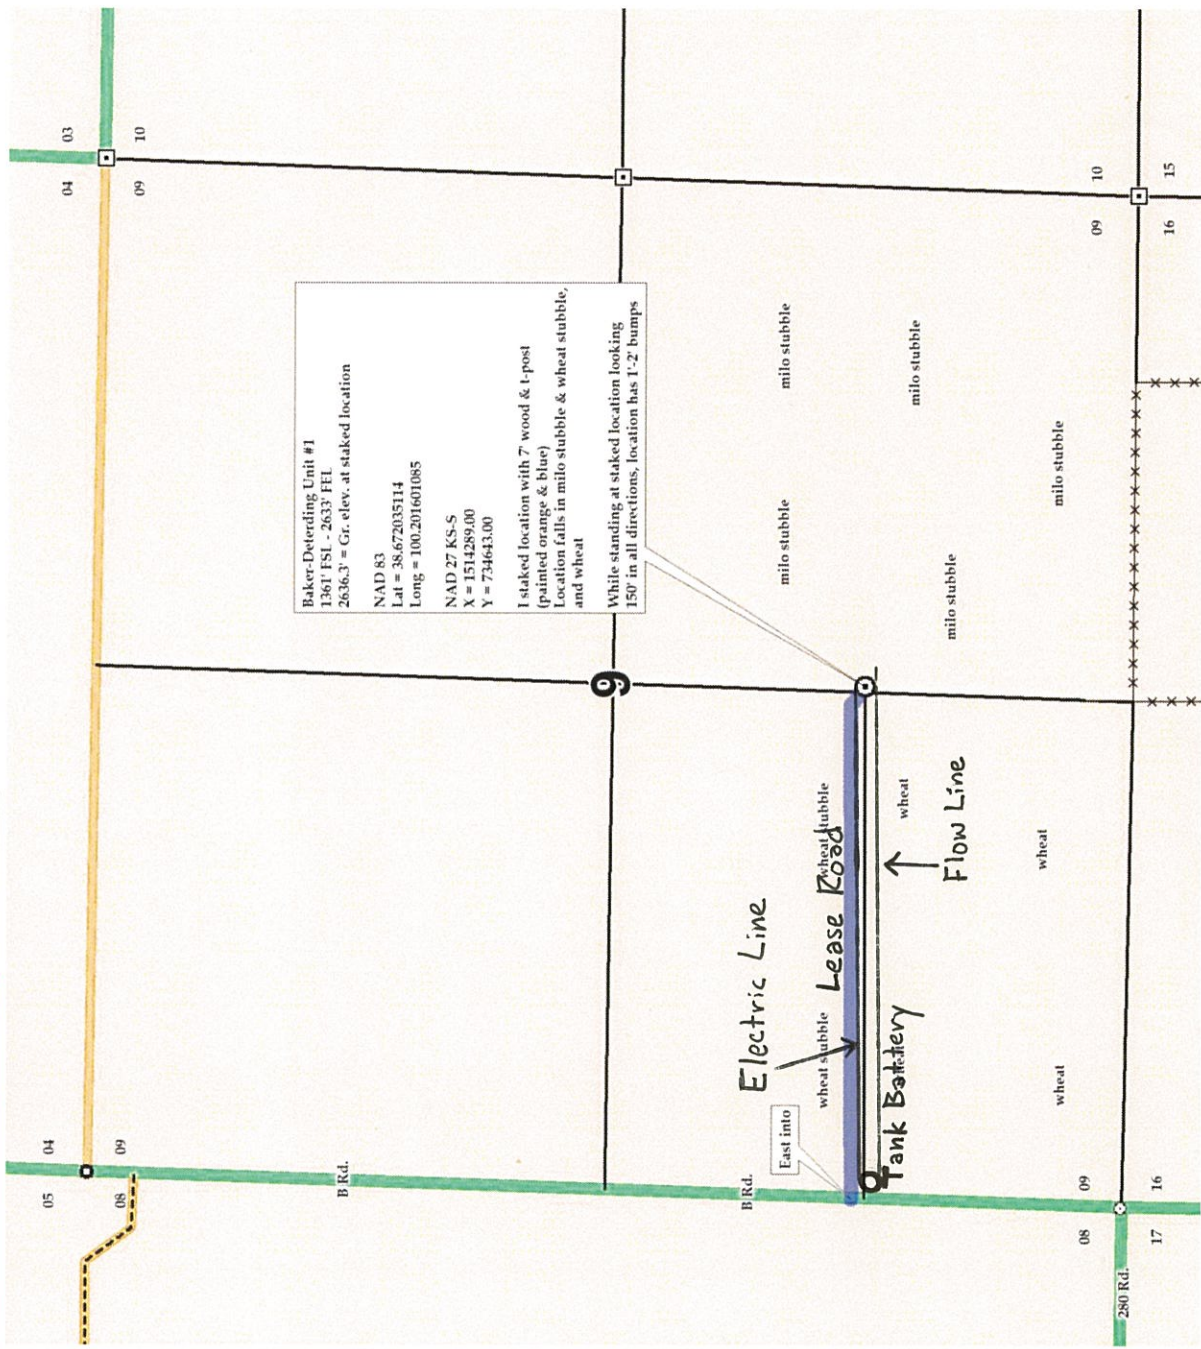 05 04
04 03
08 09
09 10
Baker-Deterding Unit #1
1361' FSL - 2633' FEL
2636.3' = Gr. elev. at staked location
NAD 83
Lat = 38.672035114
Long = 100.201601085
NAD 27 KS-S
X = 1514289.00
Y = 734643.00
I staked location with 7' wood & t-post
(painted orange & blue)
Location falls in milo stubble & wheat stubble,
and wheat
While standing at staked location looking
150' in all directions, location has 1'-2' bumps
B Rd.
9
B Rd.
Electric Line
East into
milo stubble
milo stubble
wheat stubble
wheat stubble
Lease Road
Tank Battery
wheat
milo stubble
milo stubble
Flow Line
wheat
milo stubble
wheat
08 09
09 10
280 Rd.
17 16
16 15